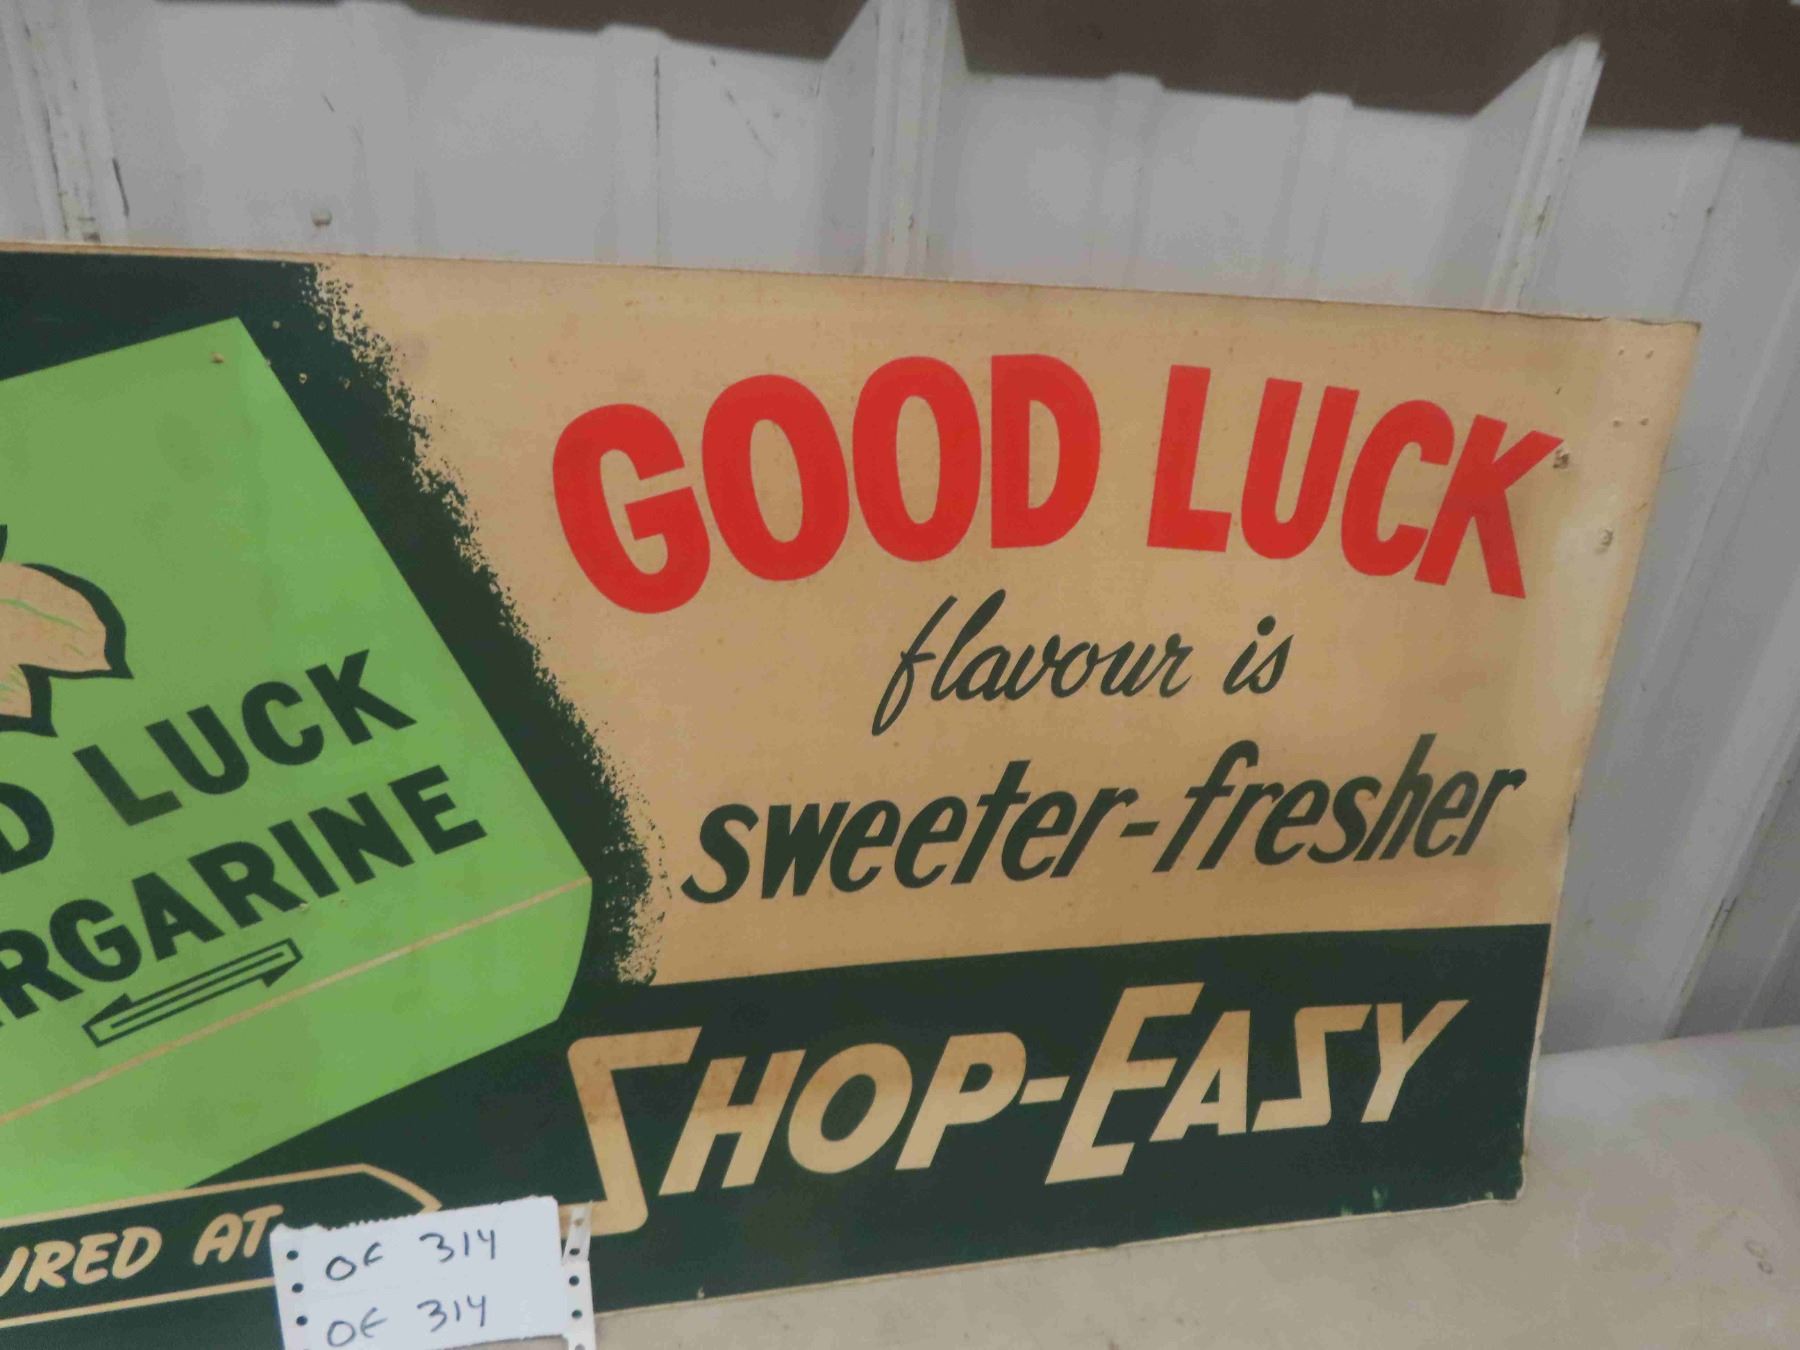 GOOD LUCK
flavour is
sweeter-fresher
SHOP-EASY
D LUCK
RGARINE
URED AT
OF 314
OF 314